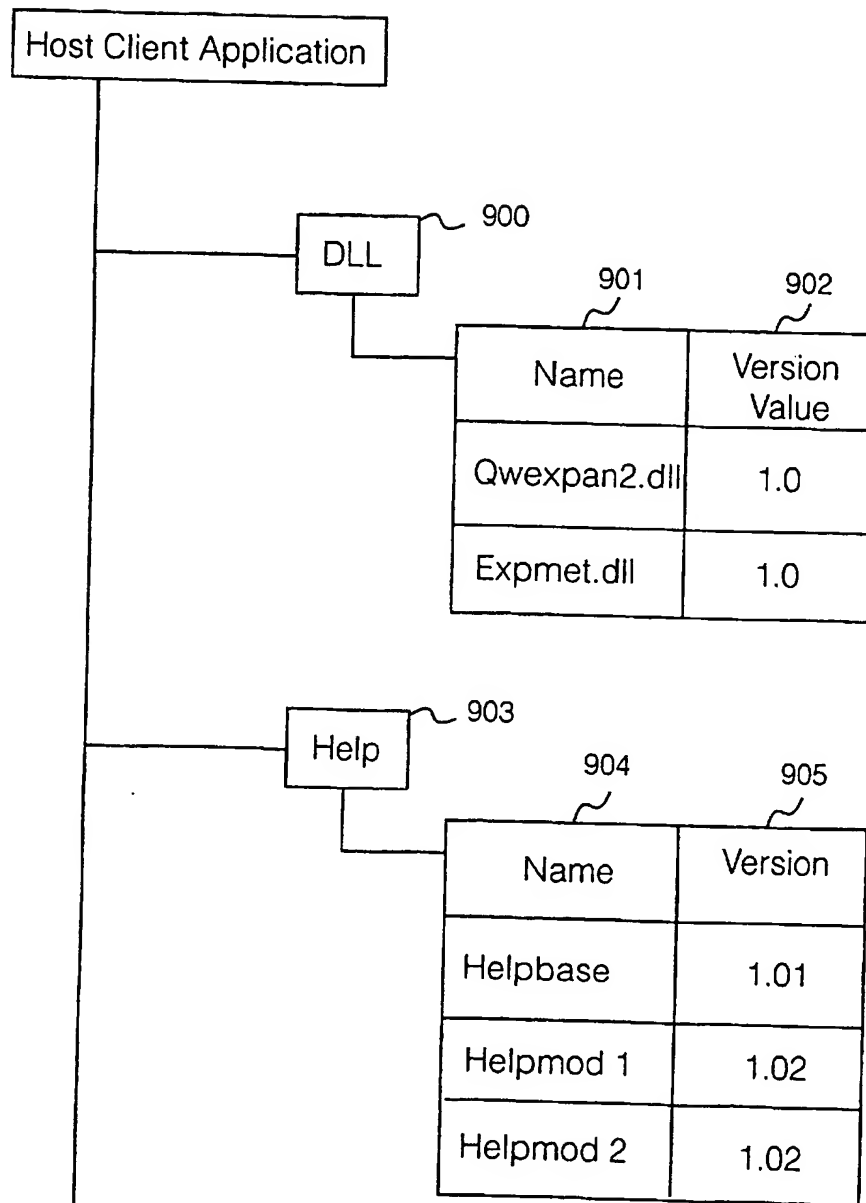 Host Client Application
900
DLL
901
902
Name
Version
Value
Qwexpan2.dll
1.0
Expmet.dll
1.0
903
Help
904
905
Name
Version
Helpbase
1.01
Helpmod 1
1.02
Helpmod 2
1.02